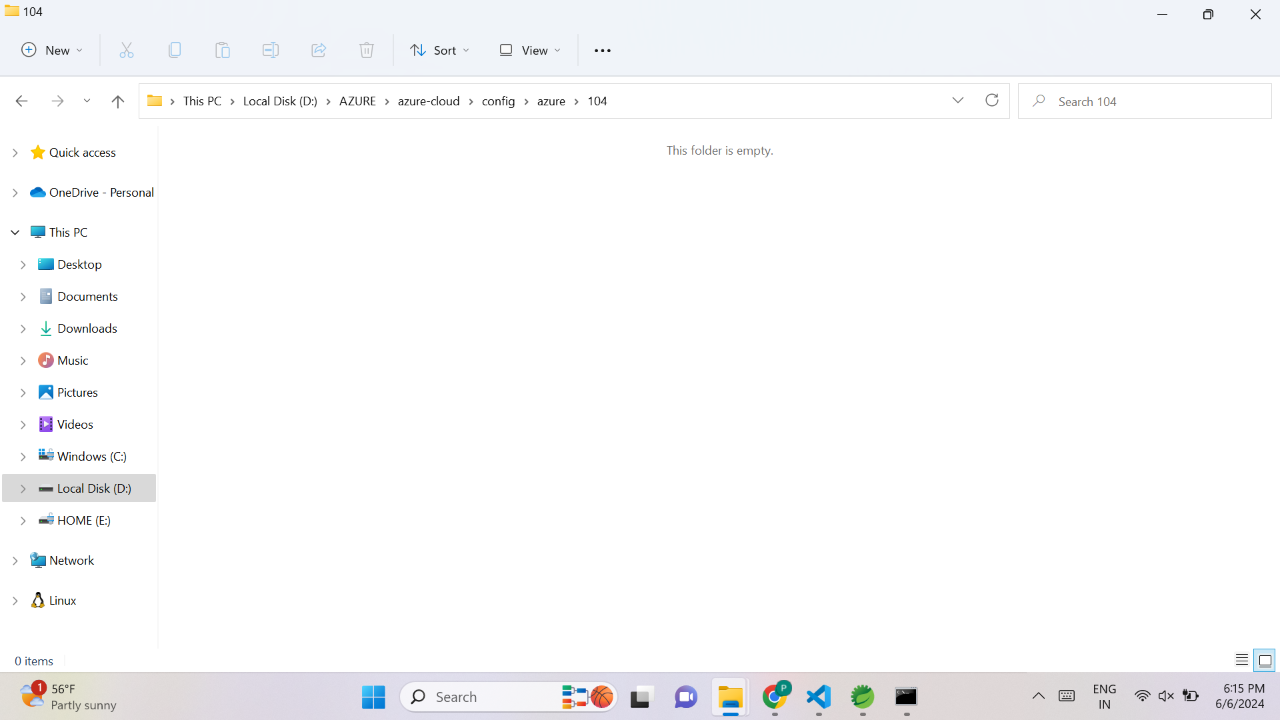 104
New
Sort
View
This PC
Local Disk (D:)
AZURE
azure-cloud
config
azure
104
Search 104
Quick access
OneDrive - Personal
This PC
Desktop
Documents
Downloads
Music
Pictures
Videos
Windows (C:)
Local Disk (D:)
HOME (E:)
Network
Linux
This folder is empty.
0 items
1
56°F
Partly sunny
Search
P
ENG
IN
6:15 PM
6/6/2024